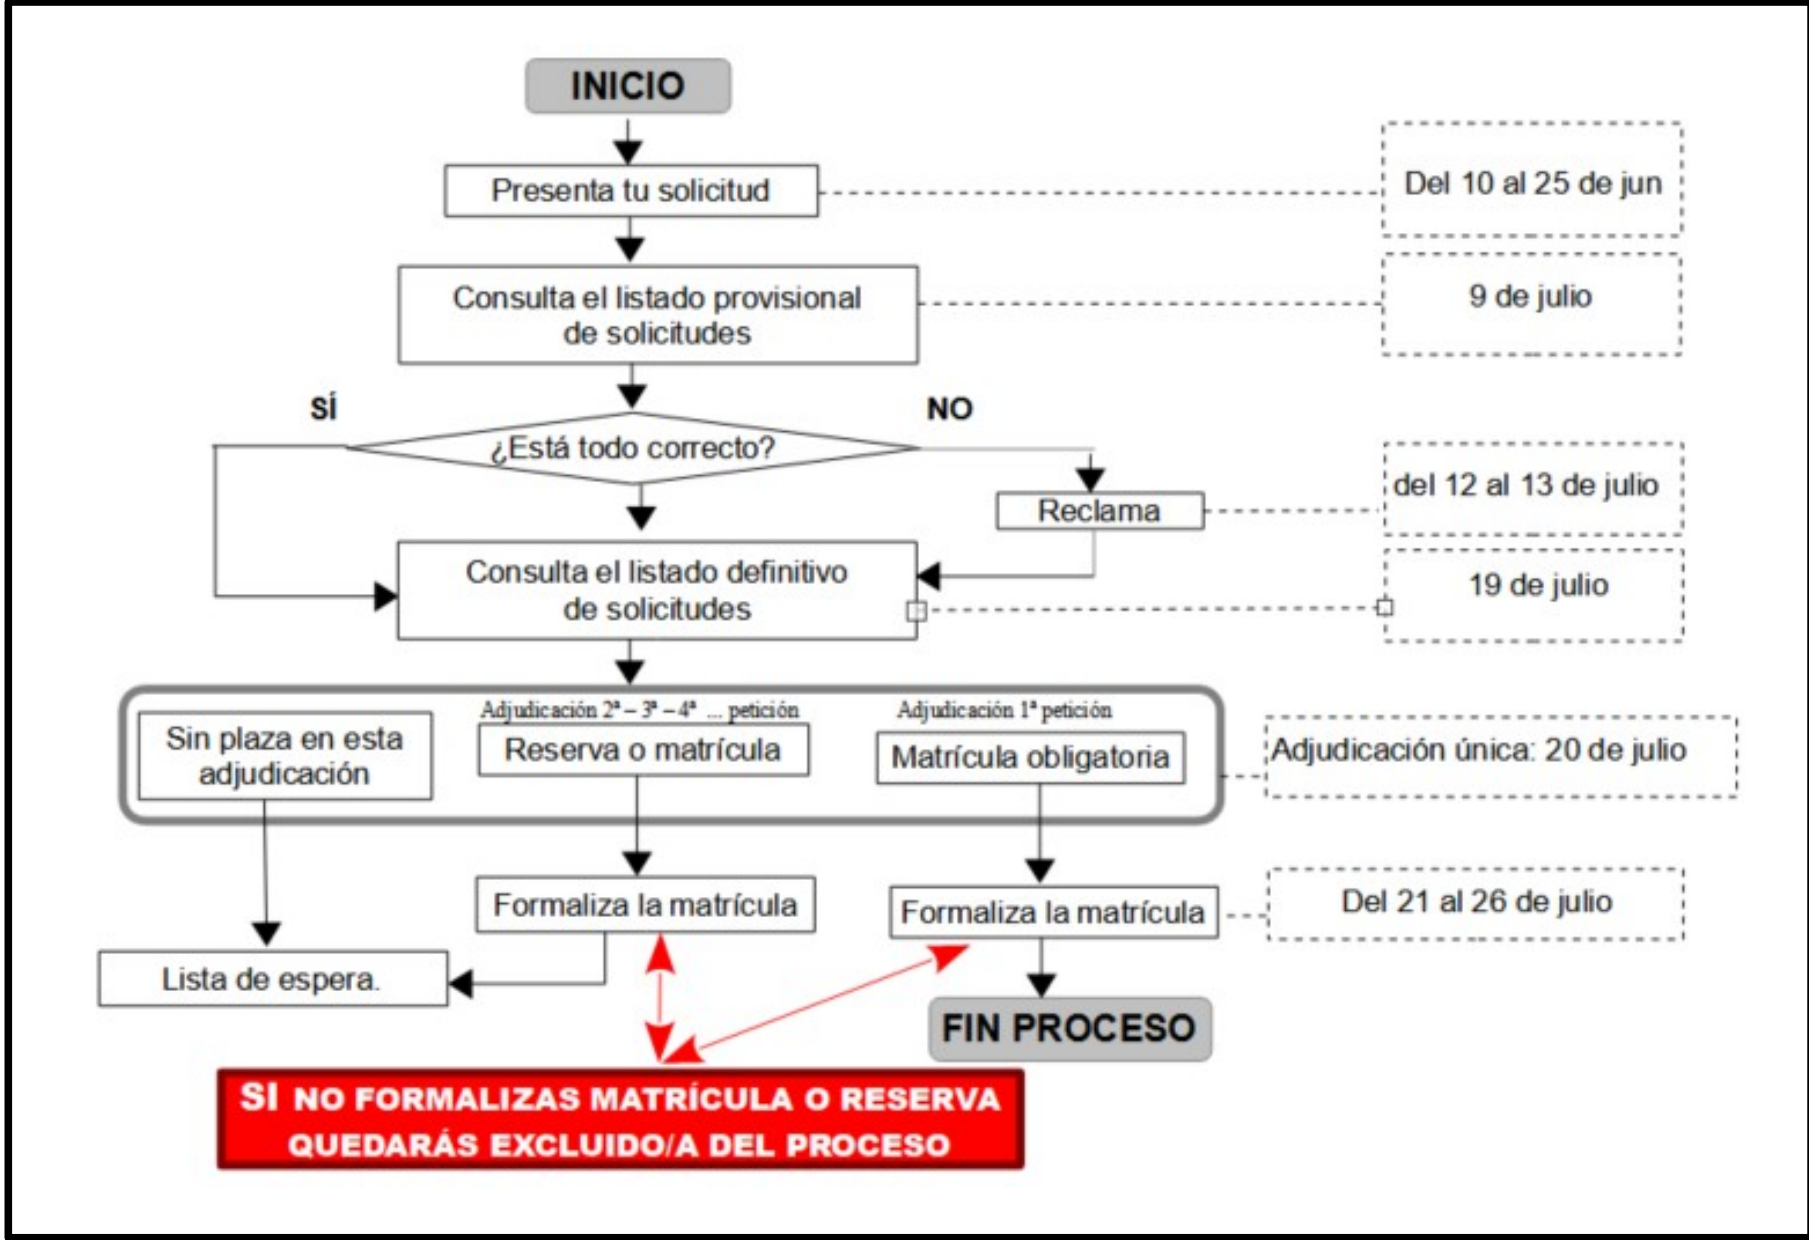 INICIO
Presenta tu solicitud
Del 10 al 25 de jun
Consulta el listado provisional
de solicitudes
9 de julio
SÍ
NO
¿Está todo correcto?
Reclama
del 12 al 13 de julio
Consulta el listado definitivo
de solicitudes
19 de julio
Sin plaza en esta
adjudicación
Adjudicación 2ª – 3ª – 4ª ... petición
Reserva o matrícula
Adjudicación 1ª petición
Matrícula obligatoria
Adjudicación única: 20 de julio
Formaliza la matrícula
Formaliza la matrícula
Del 21 al 26 de julio
Lista de espera.
FIN PROCESO
SI NO FORMALIZAS MATRÍCULA O RESERVA
QUEDARÁS EXCLUIDO/A DEL PROCESO